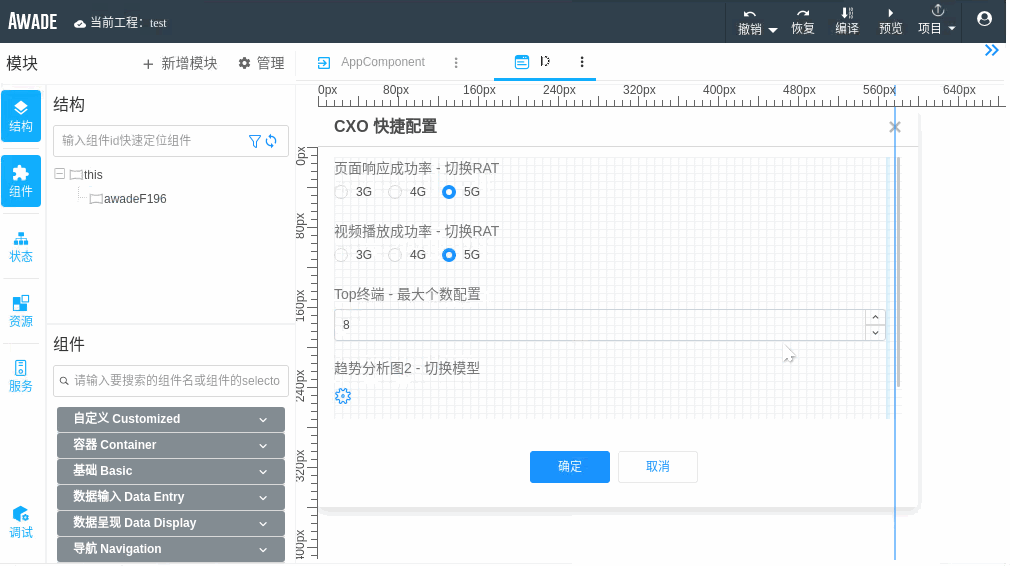 AWADE
当前工程：test
撤销
恢复
编译
预览
项目
模块
新增模块
管理
AppComponent
0px 80px 160px 240px 320px 400px 480px 560px 640px
结构
组件
状态
资源
服务
调试
结构
输入组件id快速定位组件
this
awadeF196
组件
请输入要搜索的组件名或组件的selecto
自定义 Customized
容器 Container
基础 Basic
数据输入 Data Entry
数据呈现 Data Display
导航 Navigation
0px
80px
160px
240px
320px
400px
CXO 快捷配置
页面响应成功率 - 切换RAT
3G 4G 5G
视频播放成功率 - 切换RAT
3G 4G 5G
Top终端 - 最大个数配置
8
趋势分析图2 - 切换模型
确定
取消